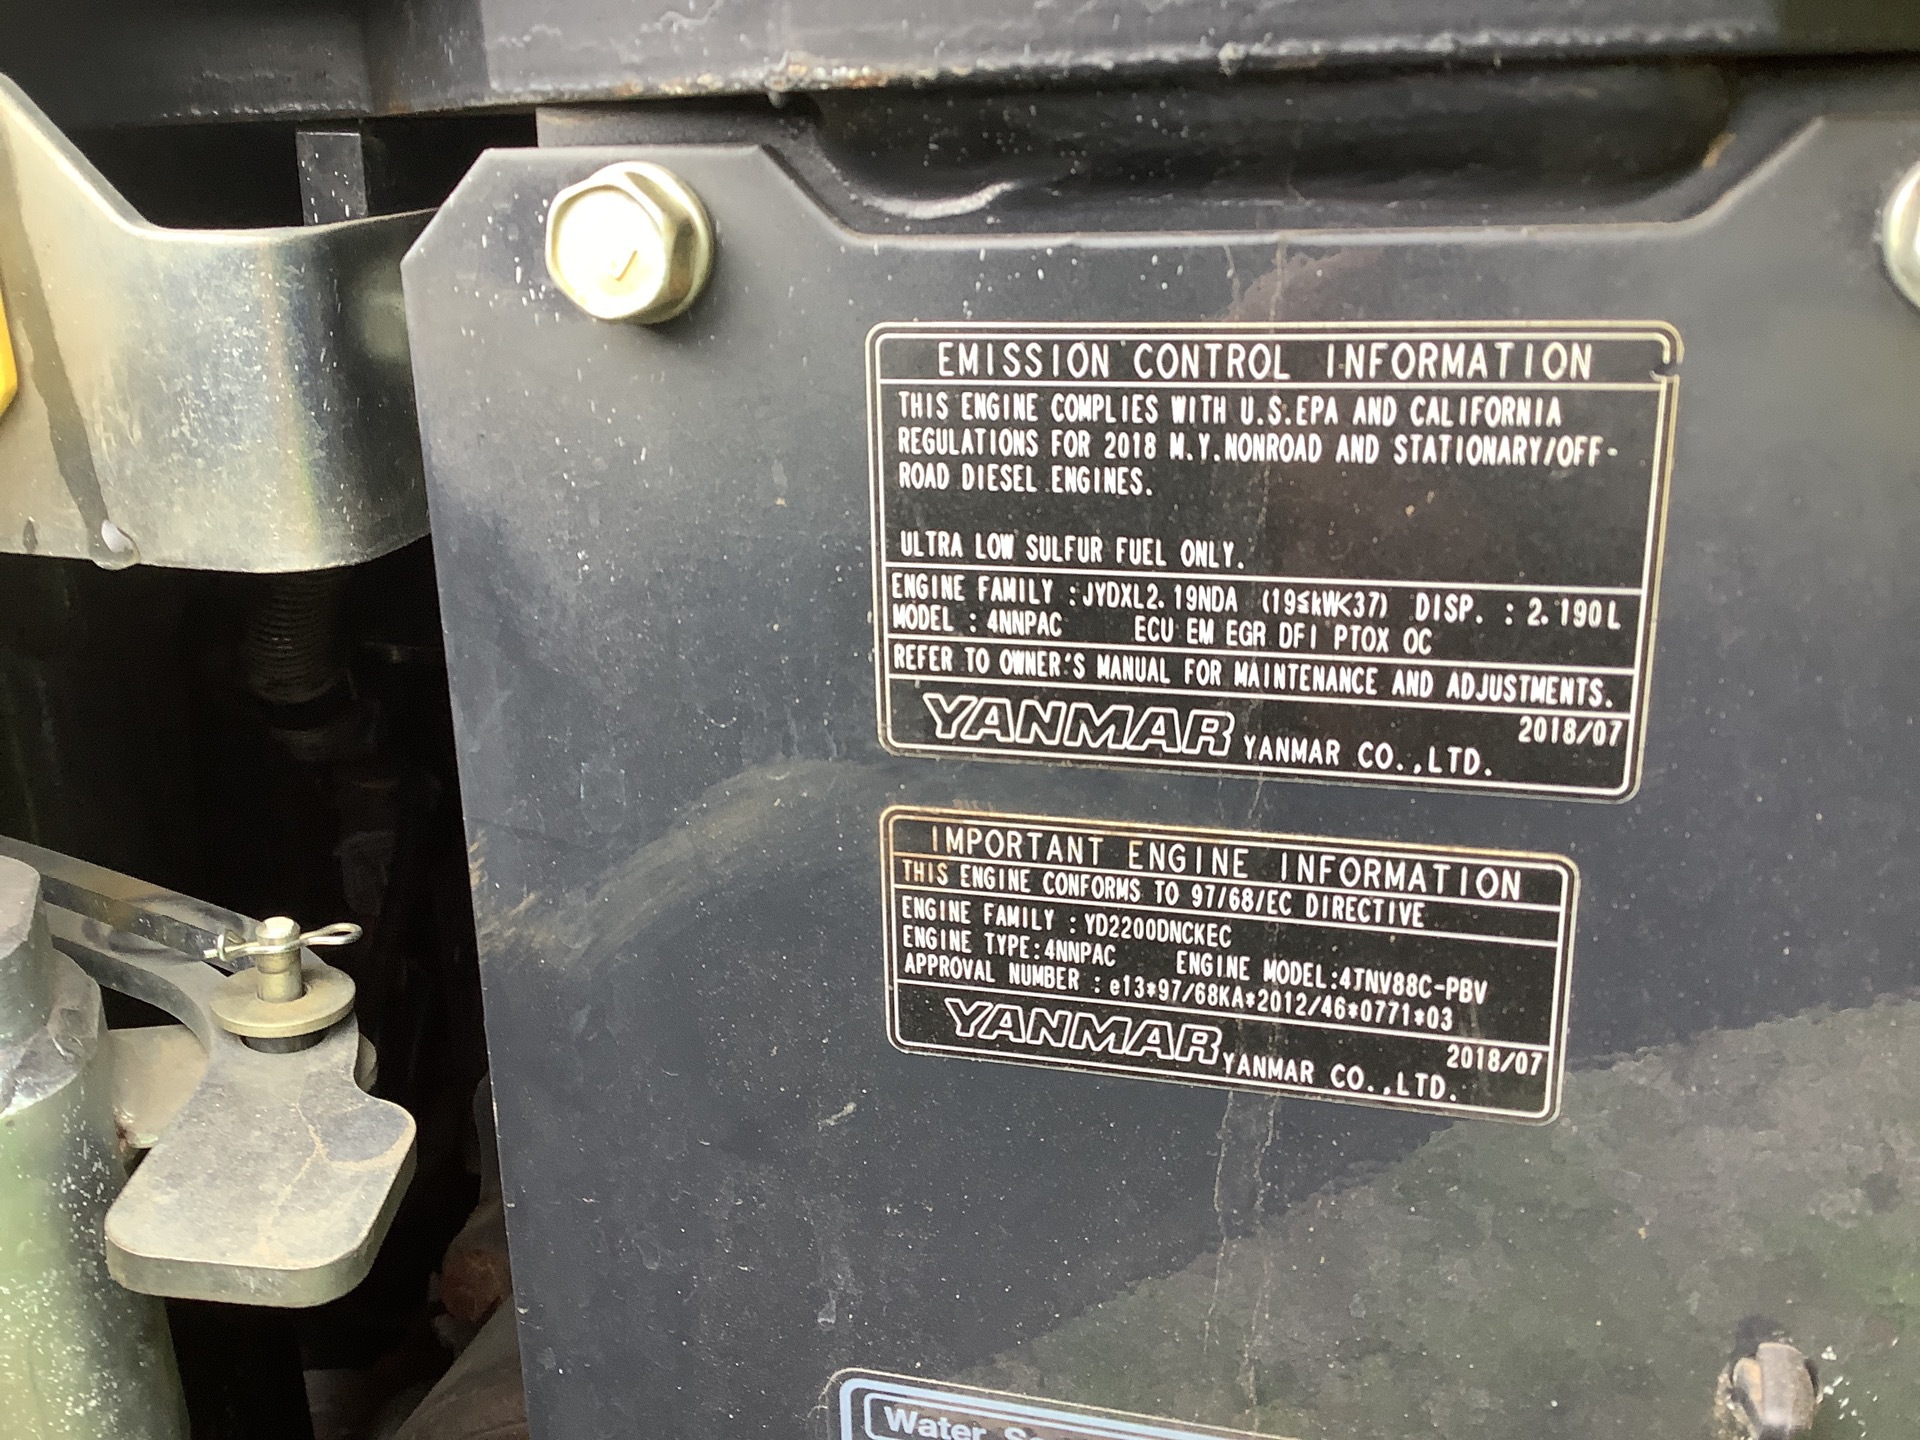 EMISSION CONTROL INFORMATION
THIS ENGINE COMPLIES WITH U.S.EPA AND CALIFORNIA
REGULATIONS FOR 2018 M.Y.NONROAD AND STATIONARY/OFF-
ROAD DIESEL ENGINES.
ULTRA LOW SULFUR FUEL ONLY.
ENGINE FAMILY :JYDXL2.19NDA (19≤kW<37) DISP. : 2.190L
MODEL : 4NNPAC ECU EM EGR DFI PTOX OC
REFER TO OWNER'S MANUAL FOR MAINTENANCE AND ADJUSTMENTS.
YANMAR YANMAR CO.,LTD. 2018/07
IMPORTANT ENGINE INFORMATION
THIS ENGINE CONFORMS TO 97/68/EC DIRECTIVE
ENGINE FAMILY : YD2200DNCKEC
ENGINE TYPE:4NNPAC ENGINE MODEL:4TNV88C-PBV
APPROVAL NUMBER : e13*97/68KA*2012/46*0771*03
YANMAR YANMAR CO.,LTD. 2018/07
Water